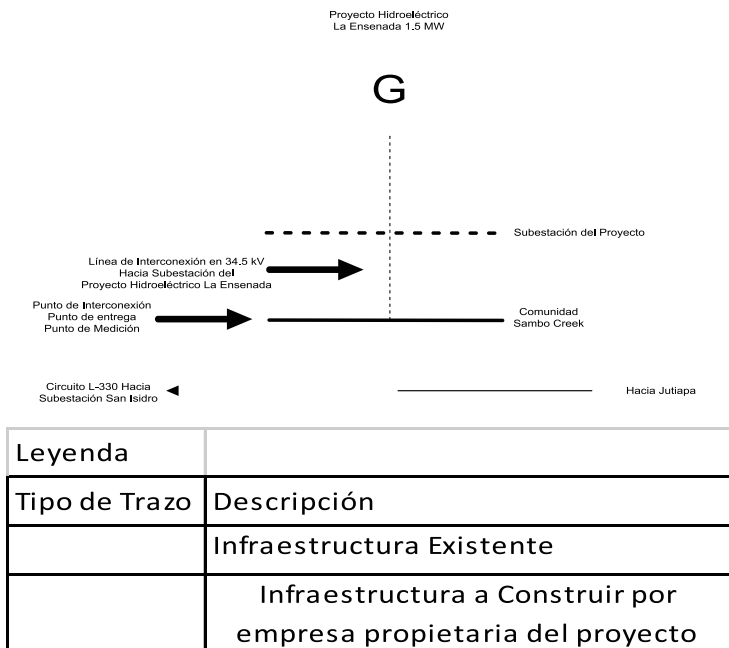 Proyecto Hidroeléctrico
La Ensenada 1.5 MW
G
Subestación del Proyecto
Línea de Interconexión en 34.5 kV
Hacia Subestación del
Proyecto Hidroeléctrico La Ensenada
Punto de Interconexión
Punto de entrega
Punto de Medición
Comunidad
Sambo Creek
Circuito L-330 Hacia
Subestación San Isidro
Hacia Jutiapa
Leyenda
Tipo de Trazo Descripción
Infraestructura Existente
Infraestructura a Construir por
empresa propietaria del proyecto